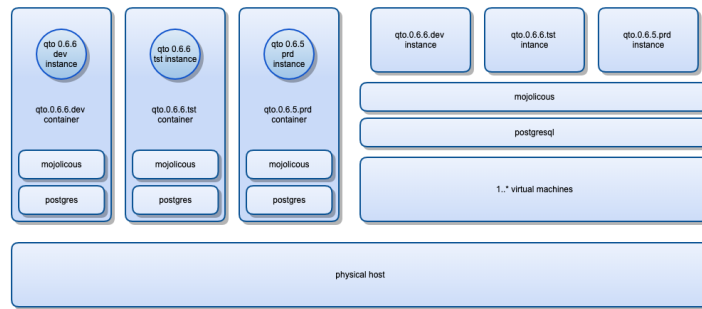 qto 0.6.6
dev
instance
qto.0.6.6.dev
container
mojolicous
postgres
qto 0.6.6
tst instance
qto.0.6.6.tst
container
mojolicous
postgres
qto 0.6.5
prd
instance
qto.0.6.5.prd
container
mojolicous
postgres
qto.0.6.6.dev
instance
qto.0.6.6.tst
intance
qto.0.6.5.prd
instance
mojolicous
postgresql
1..* virtual machines
physical host